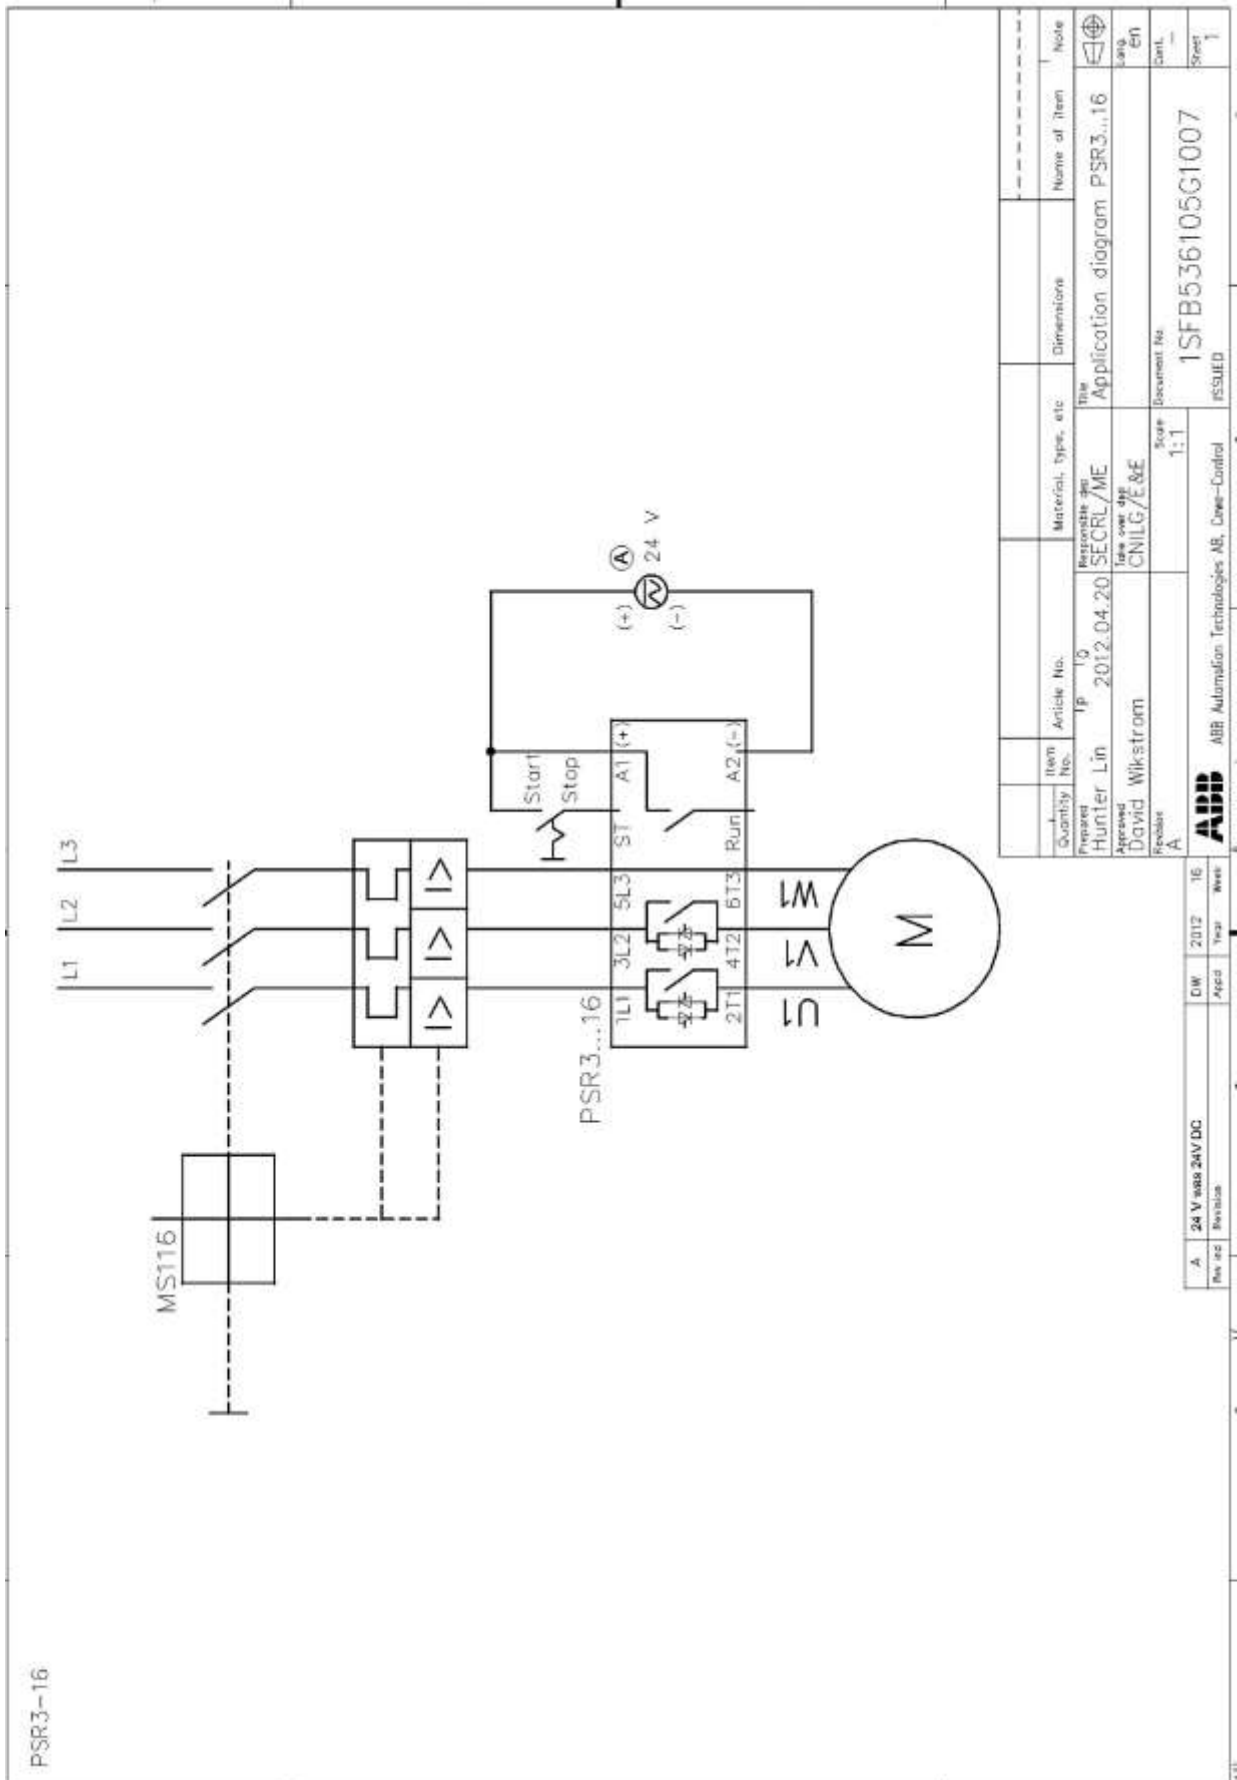 PSR3-16
MS116
L1
L2
L3
I>
I>
I>
Start
Stop
PSR3...16
1L1
3L2
5L3
ST
A1 (+)
2T1
4T2
6T3
Run
A2 (-)
(+)
(-)
A
24 V
U1
V1
W1
M
Quantity
Item No.
Article No.
Material, type, etc
Dimensions
Name of item
Note
Prepared
Hunter Lin
2012.04.20
Responsible dep
SECRL/ME
Title
Application diagram PSR3...16
Approved
David Wikstrom
Take over dep
CNILG/E&E
Lang.
en
Revision
A
Scale
1:1
Document No.
1SFB536105G1007
Cont.
-
Sheet
1
ABB
ABB Automation Technologies AB, Cewe-Control
ISSUED
A
24 V was 24V DC
DW
2012
16
Rev ind
Revision
Appd
Year
Week